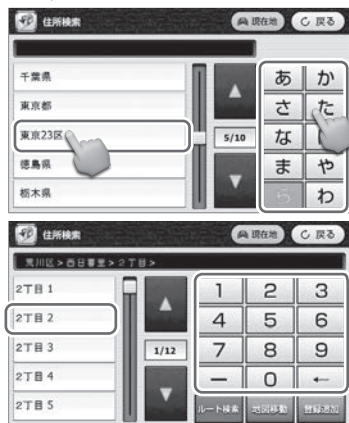 住所検索 現在地 戻る
千葉県
東京都
東京23区
徳島県
栃木県
5/10
あ か
さ た
な
ま や
ら わ
住所検索 現在地 戻る
荒川区>西日暮里>2丁目>
2丁目 1
2丁目 2
2丁目 3
2丁目 4
2丁目 5
1/12
1 2 3
4 5 6
7 8 9
— 0 ←
ルート検索 地図移動 登録追加